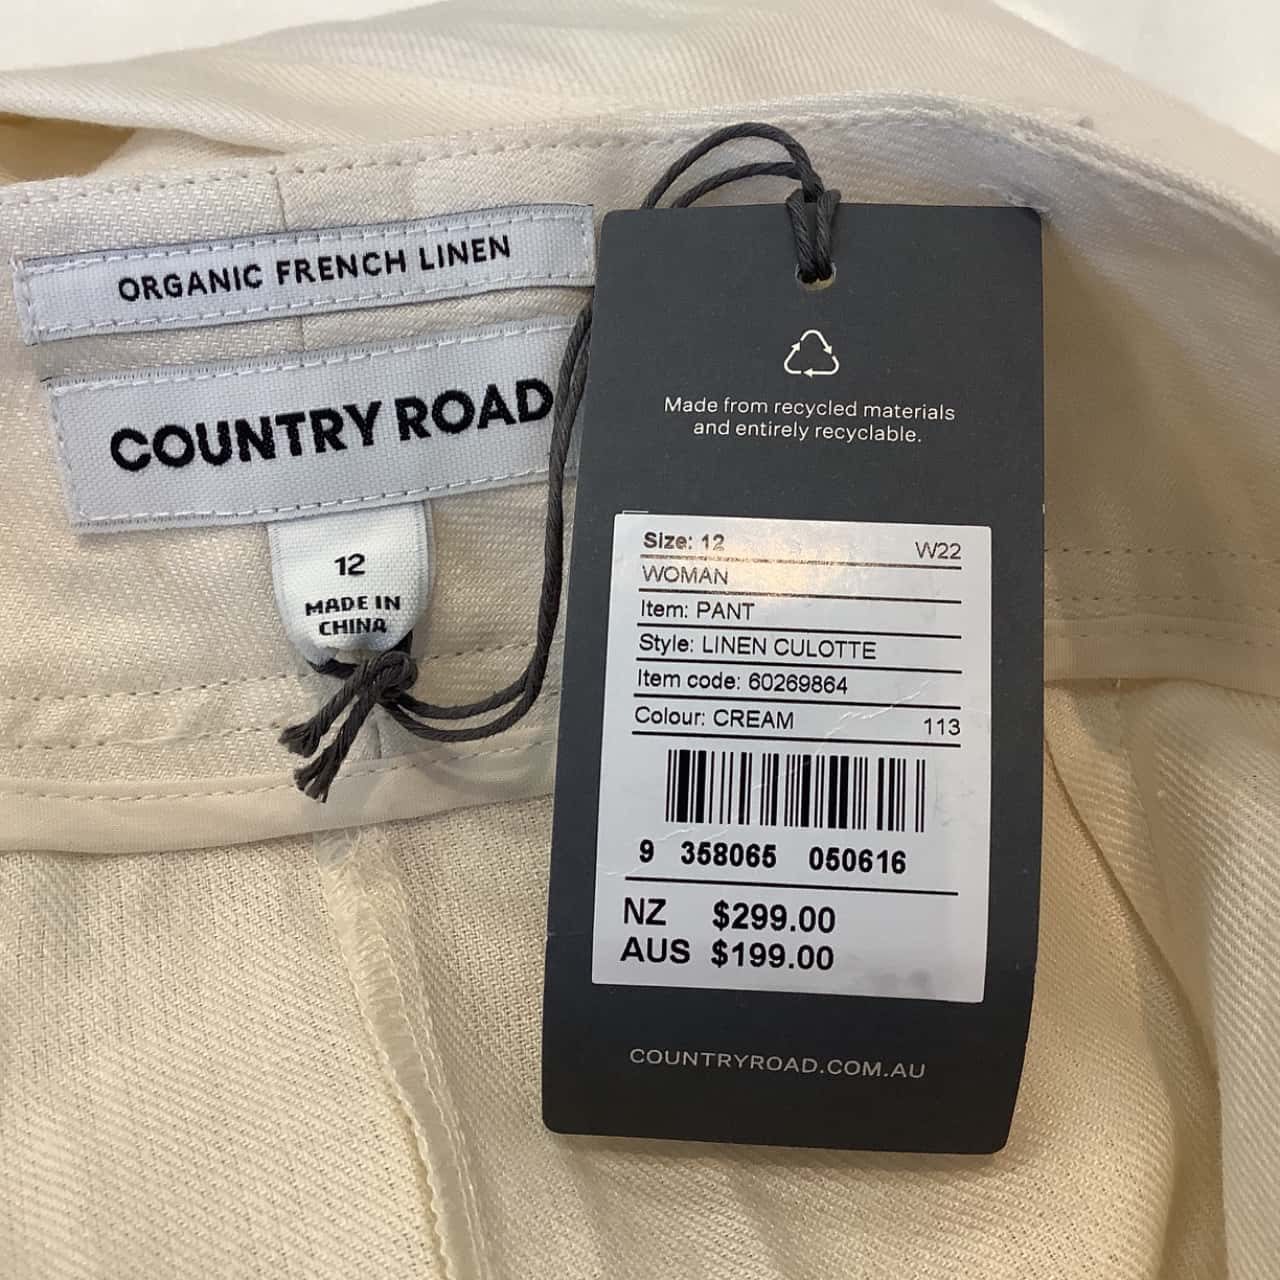 ORGANIC FRENCH LINEN
COUNTRY ROAD
12
MADE IN
CHINA
Made from recycled materials
and entirely recyclable.
Size: 12 W22
WOMAN
Item: PANT
Style: LINEN CULOTTE
Item code: 60269864
Colour: CREAM 113
9 358065 050616
NZ $299.00
AUS $199.00
COUNTRYROAD.COM.AU